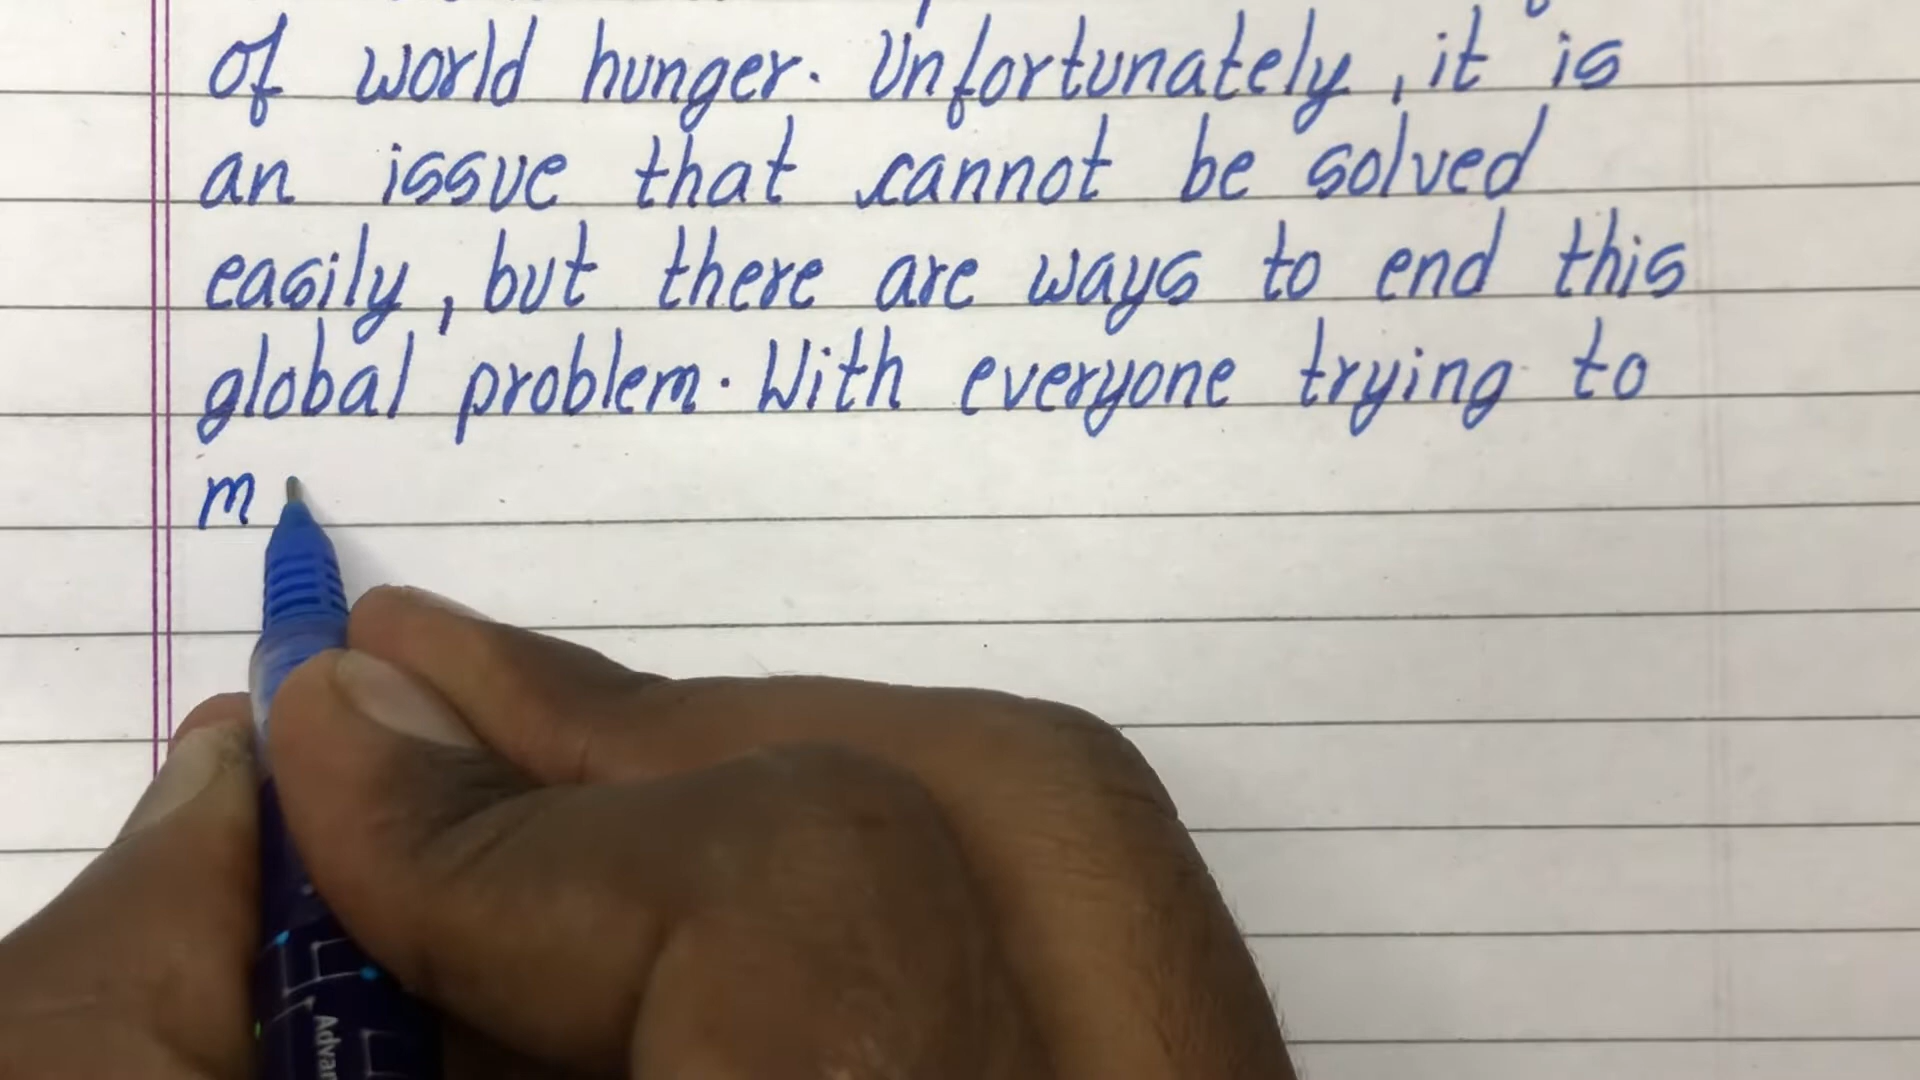 of world hunger. Unfortunately, it is
an issue that cannot be solved
easily, but there are ways to end this
global problem. With everyone trying to
m
Advan